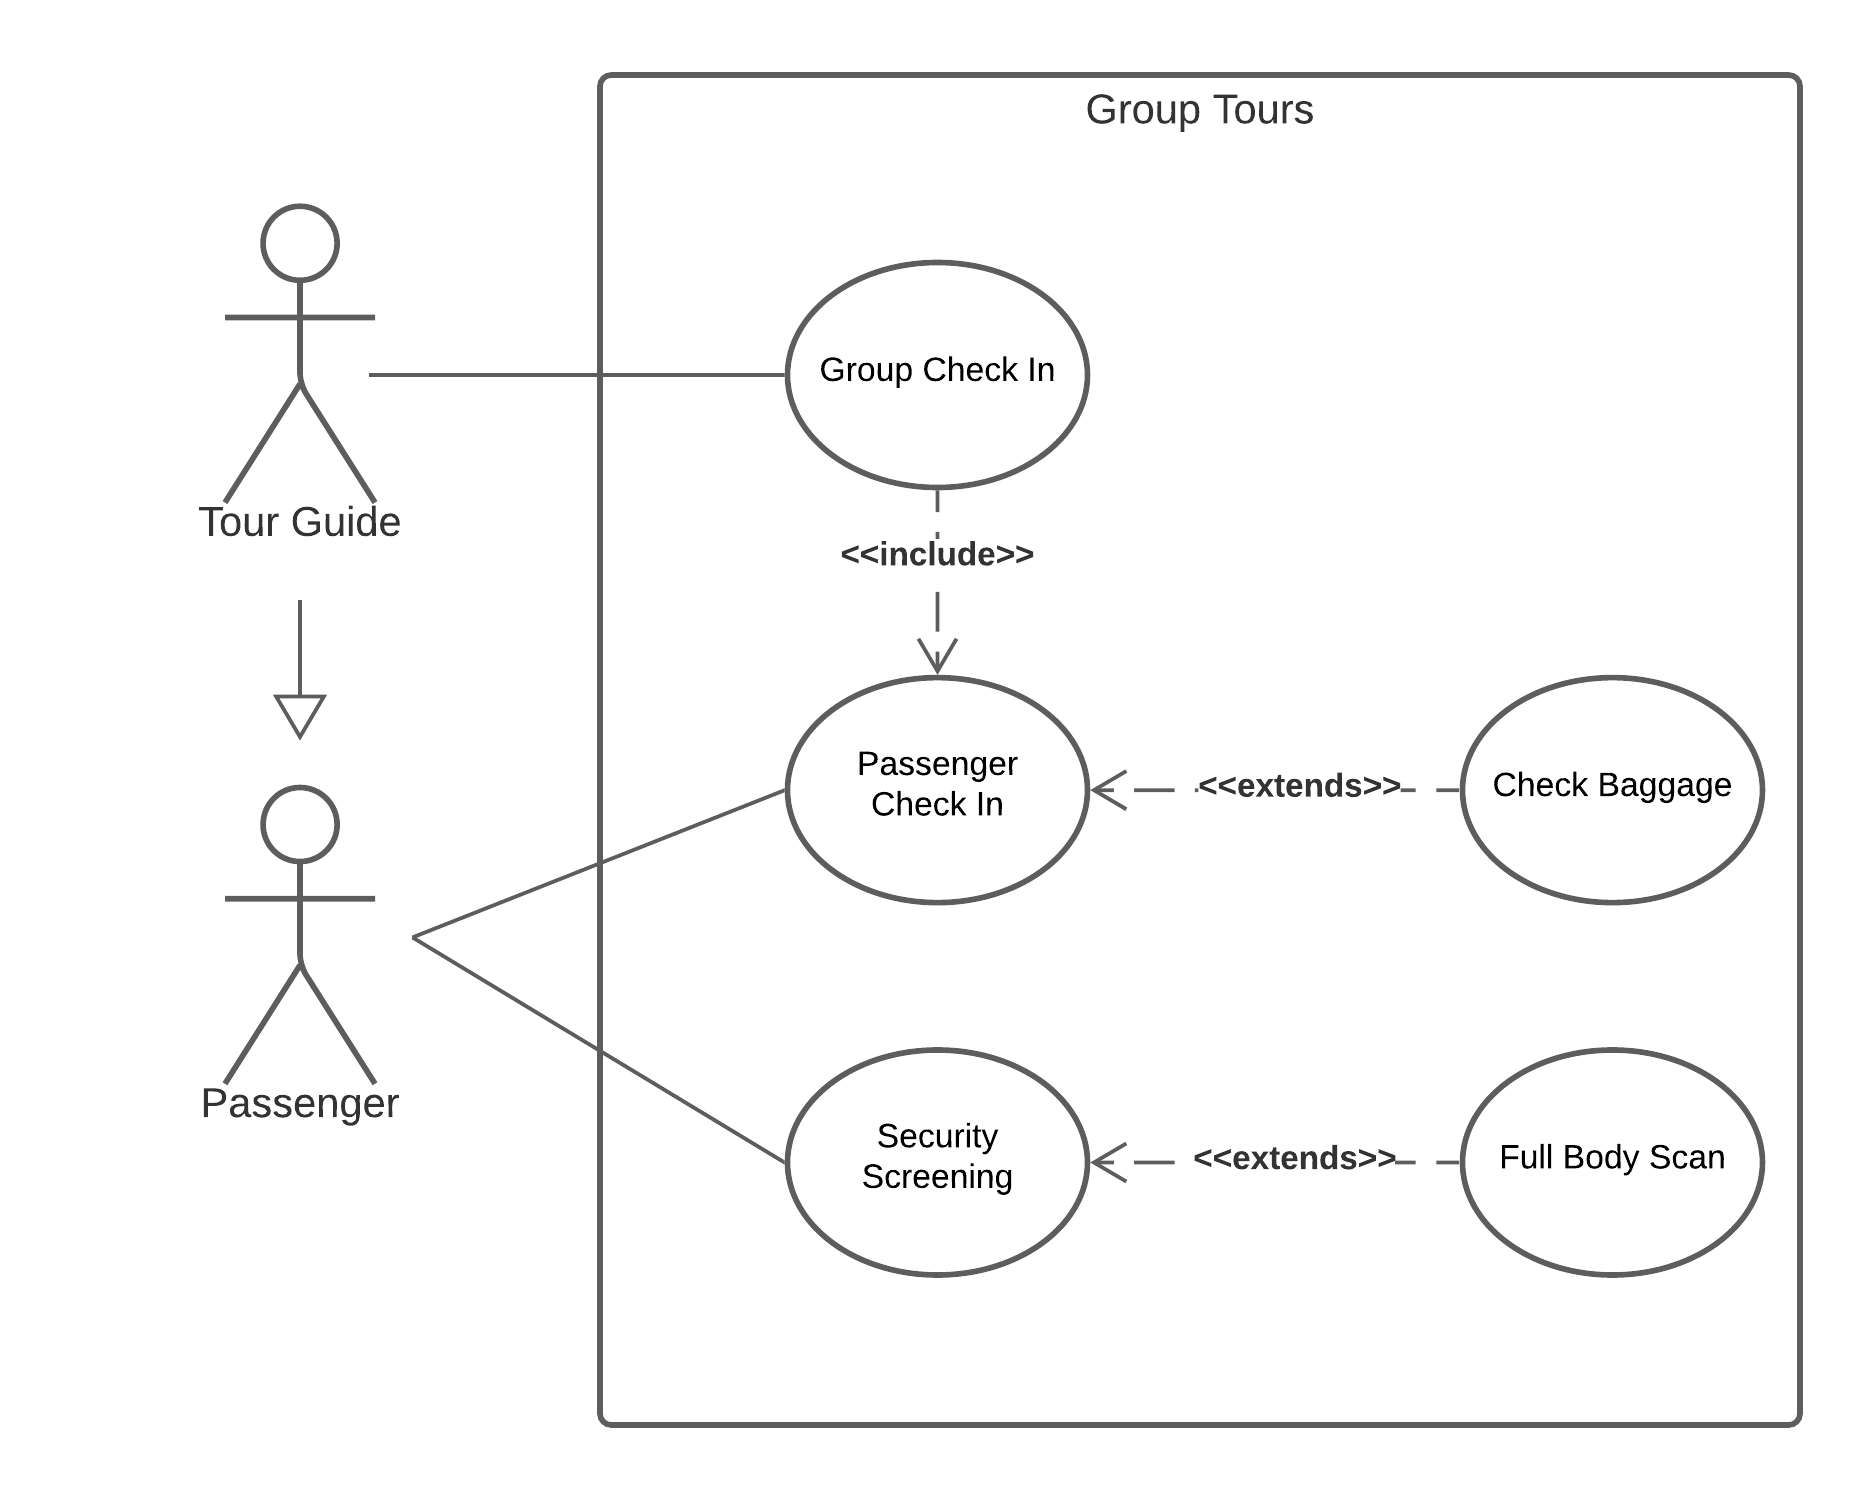 Group Tours
Group Check In
Tour Guide
<<include>>
Passenger
Check In
<<extends>>
Check Baggage
Passenger
Security
Screening
<<extends>>
Full Body Scan